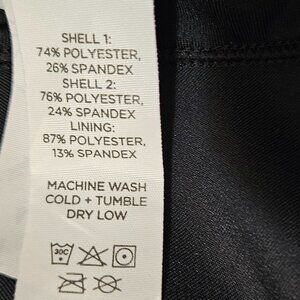 SHELL 1:
74% POLYESTER,
26% SPANDEX
SHELL 2:
76% POLYESTER,
24% SPANDEX
LINING:
87% POLYESTER,
13% SPANDEX
MACHINE WASH
COLD + TUMBLE
DRY LOW
30C